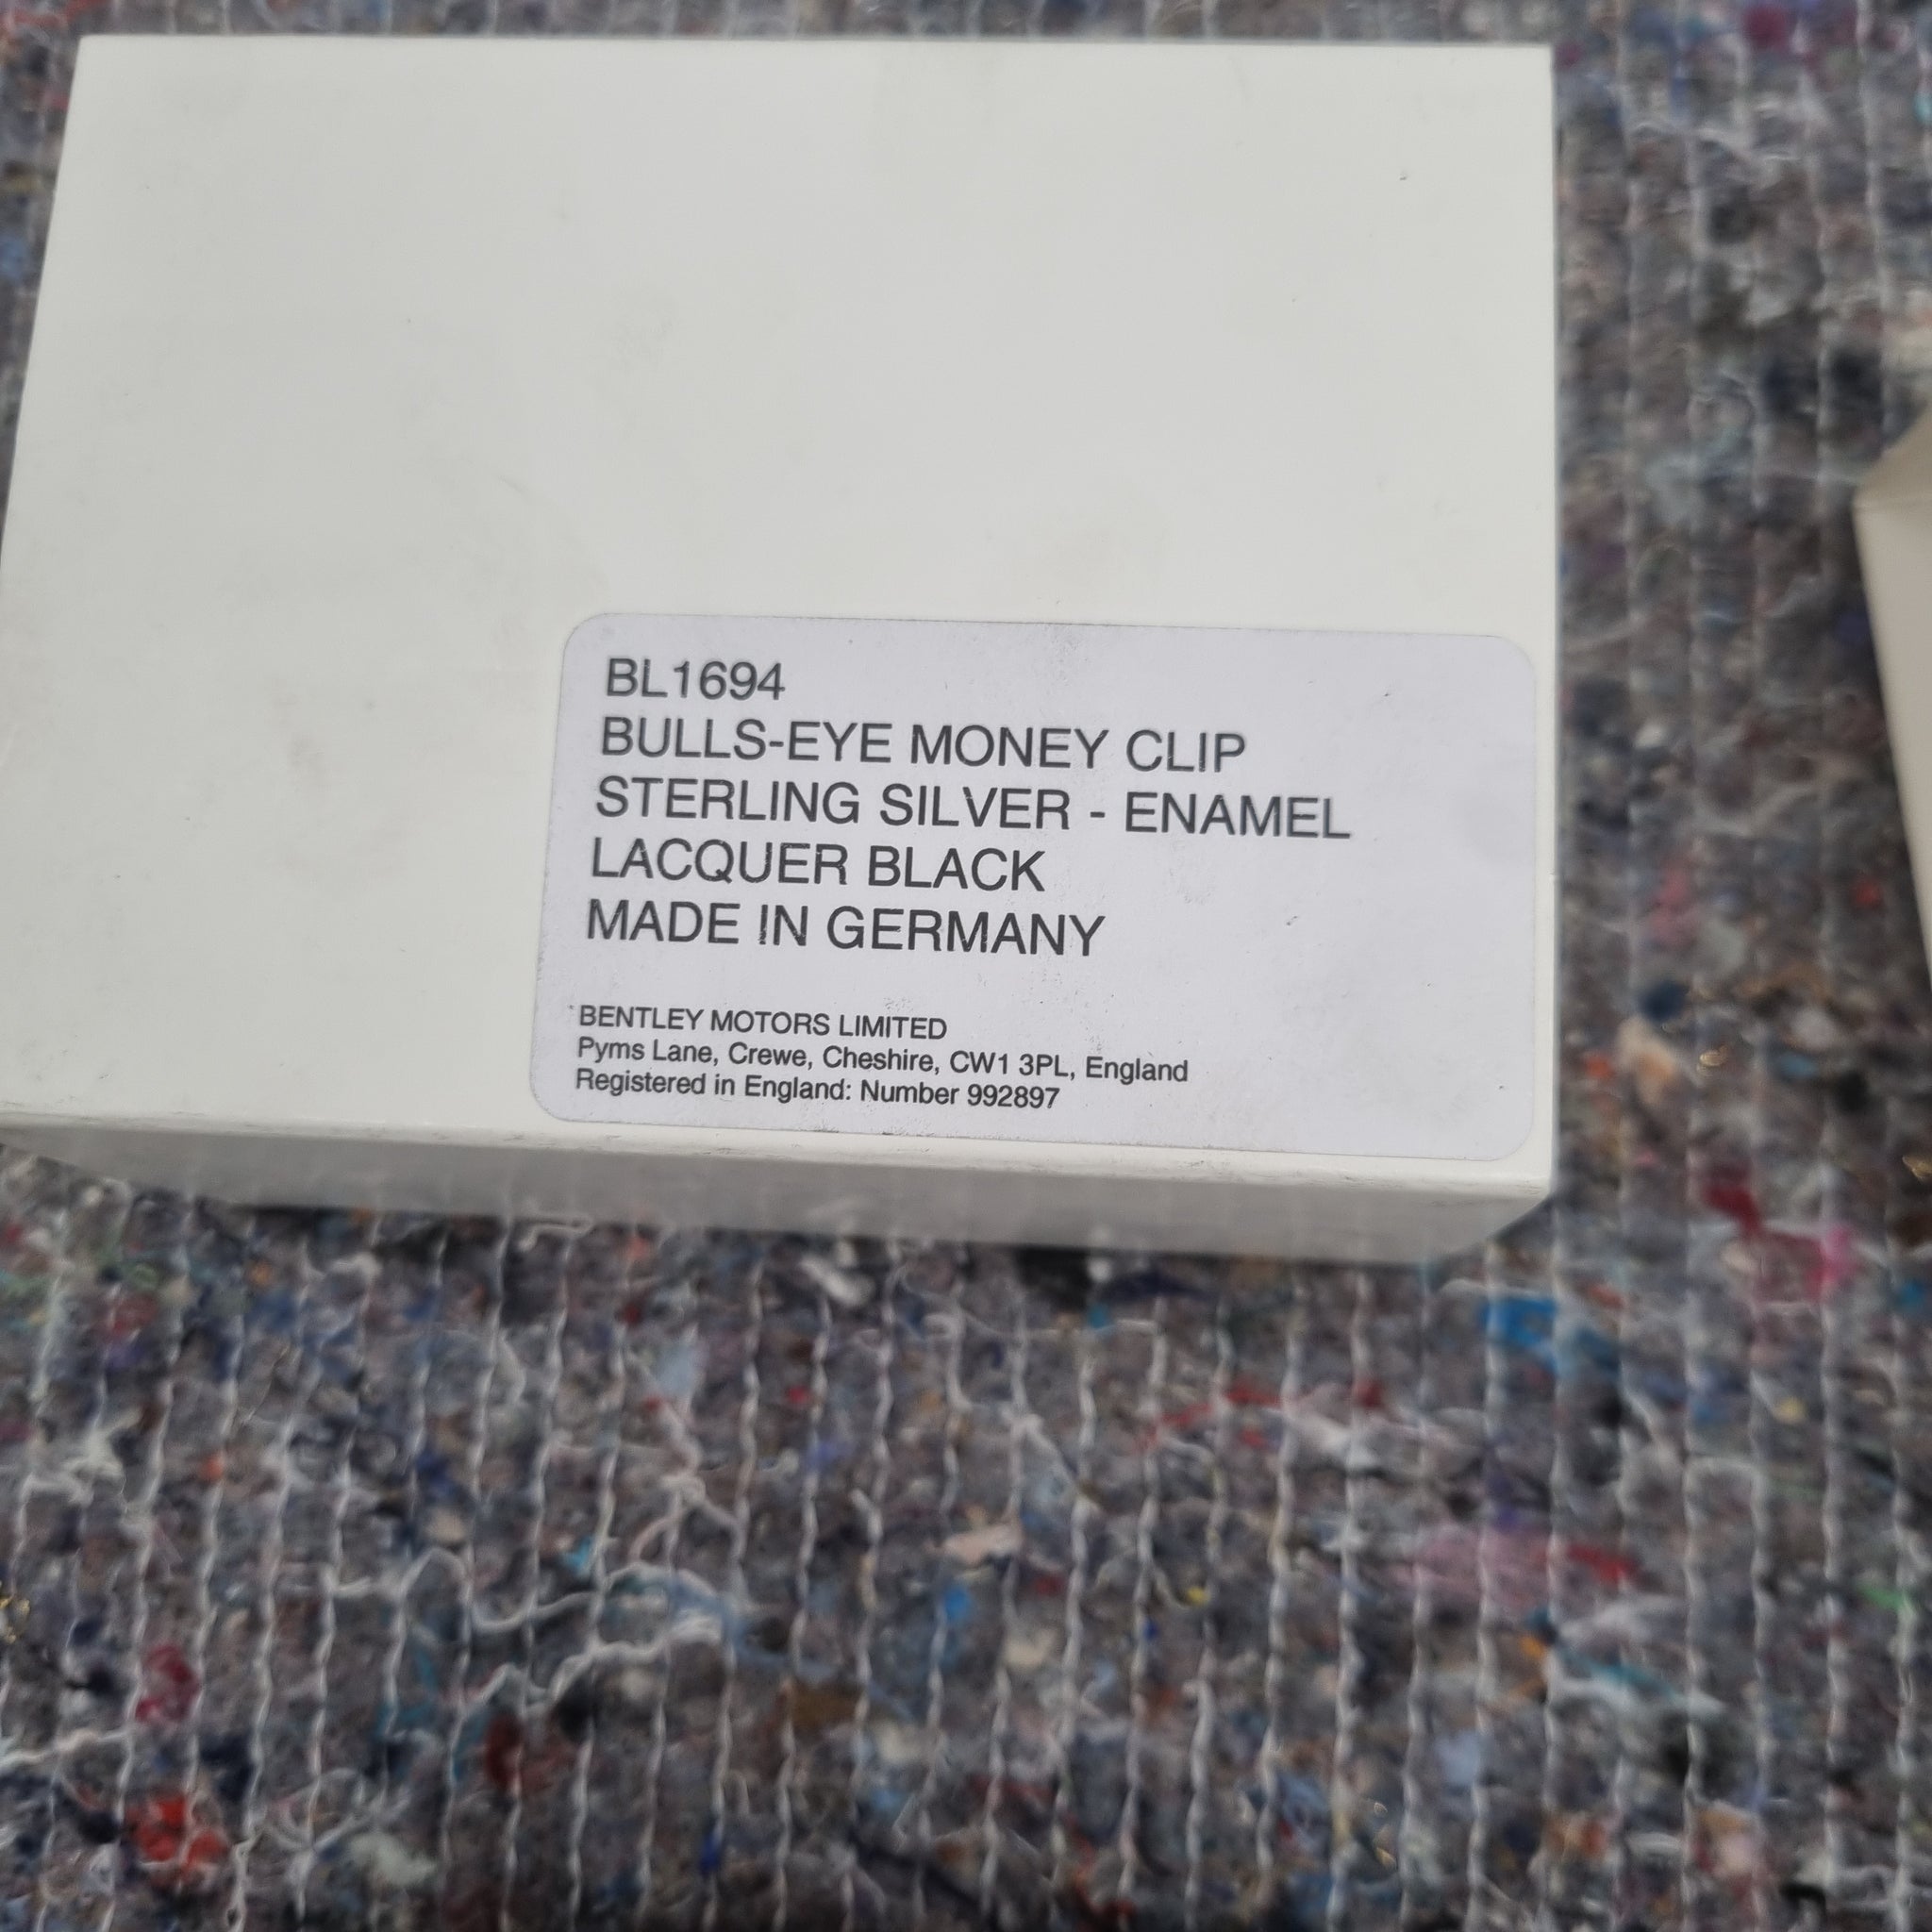 BL1694
BULLS-EYE MONEY CLIP
STERLING SILVER - ENAMEL
LACQUER BLACK
MADE IN GERMANY
BENTLEY MOTORS LIMITED
Pyms Lane, Crewe, Cheshire, CW1 3PL, England
Registered in England: Number 992897